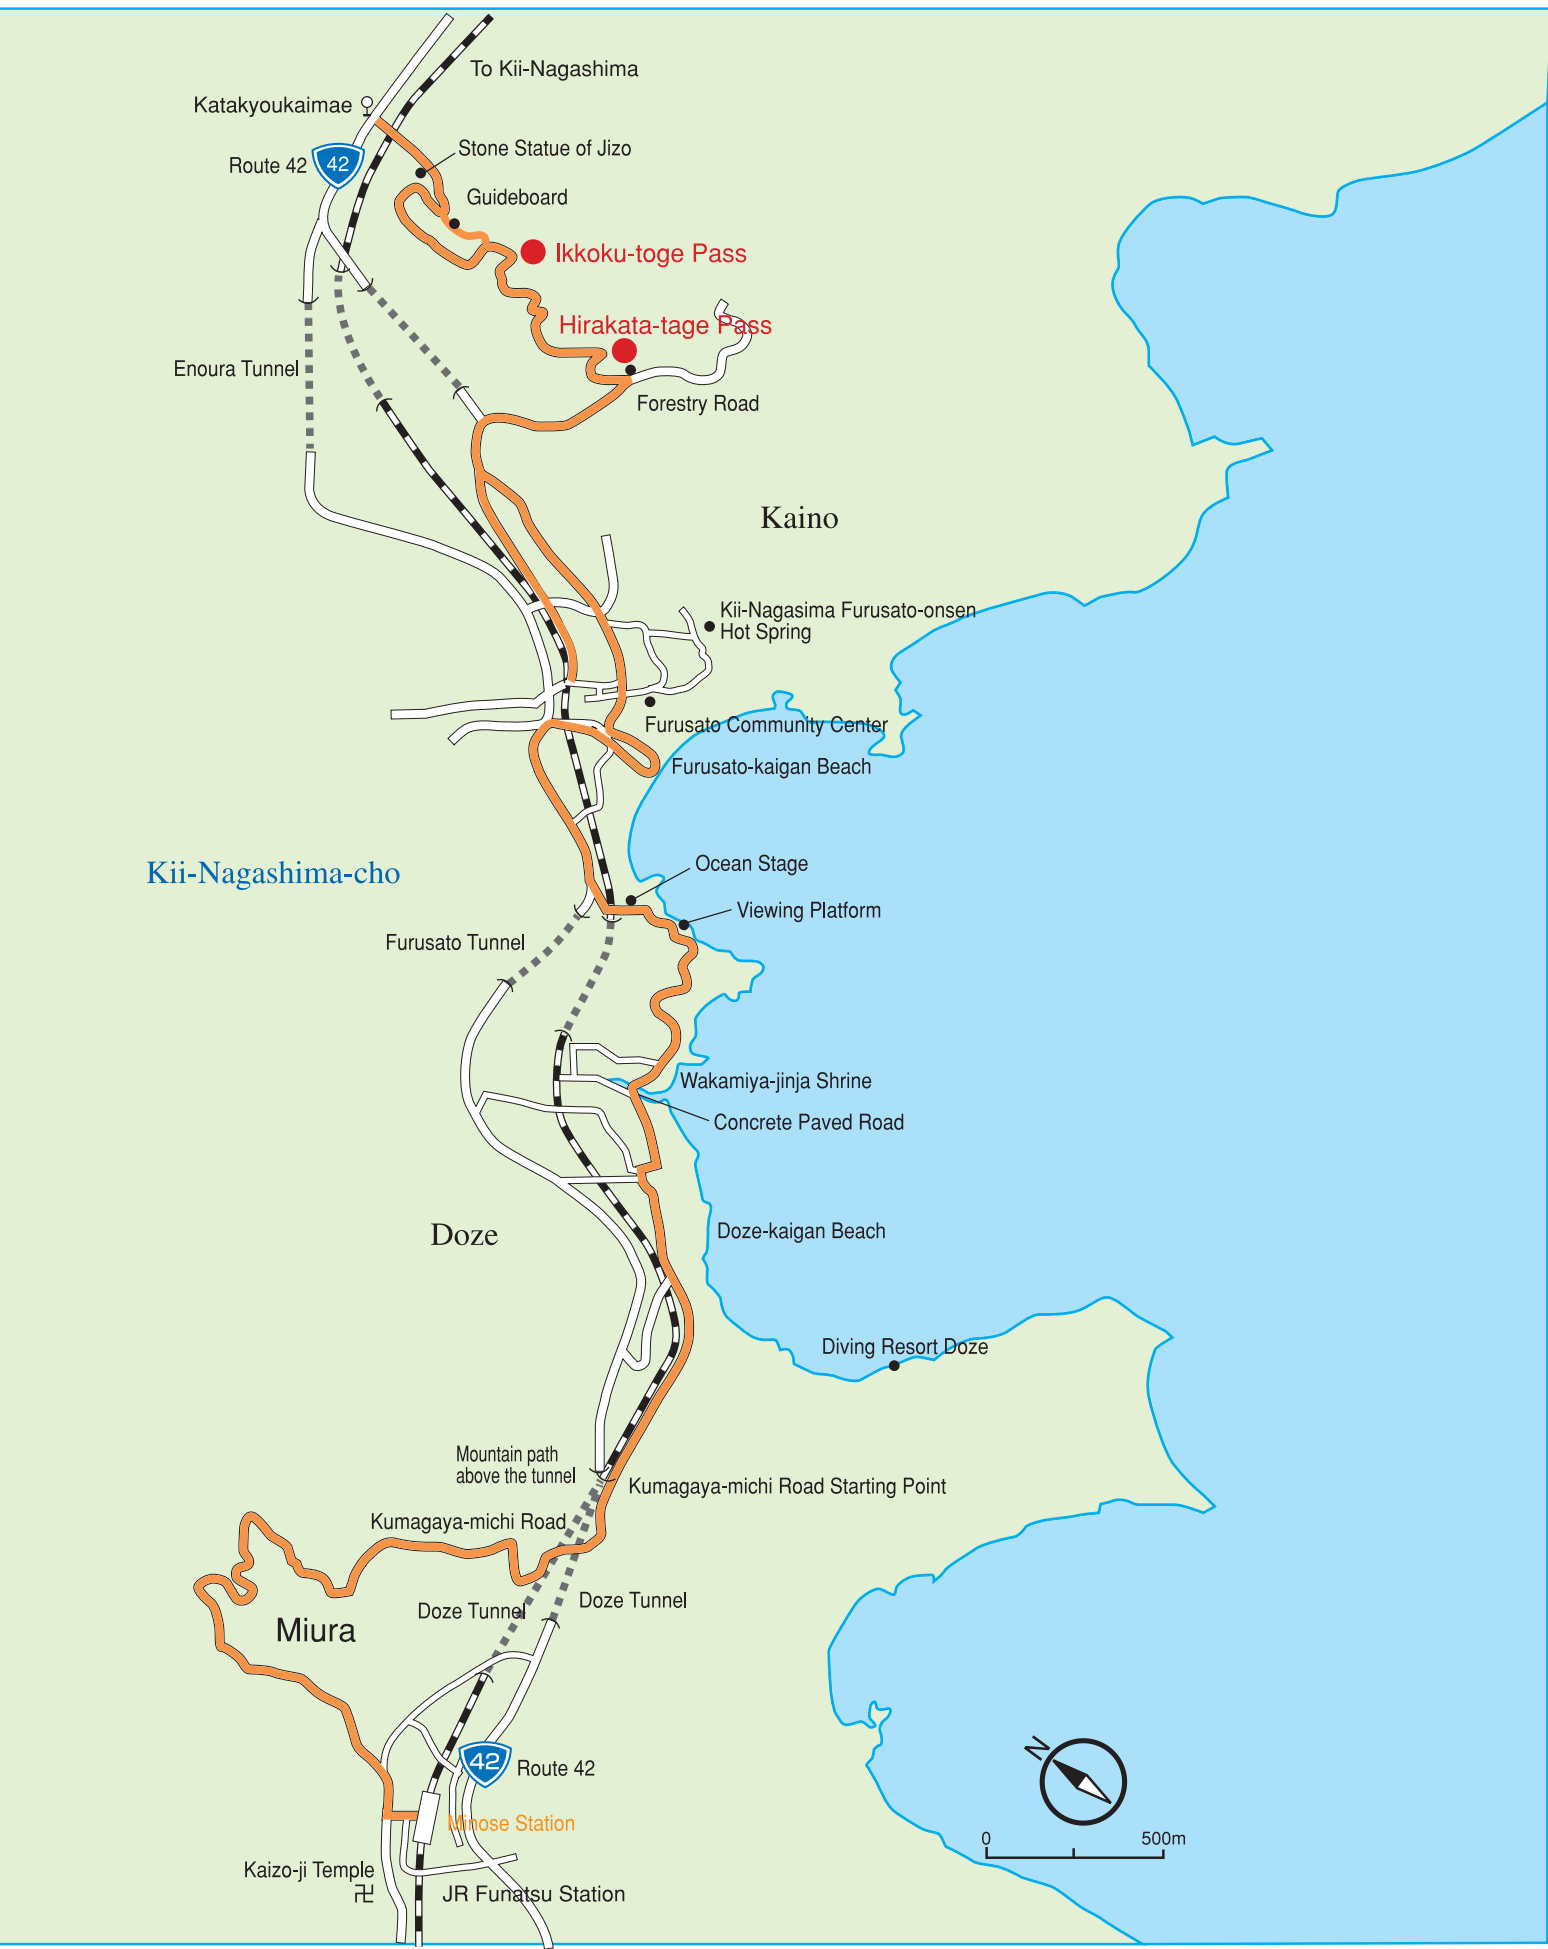 To Kii-Nagashima
Katakyoukaimae
Stone Statue of Jizo
Route 42
42
Guideboard
Ikkoku-toge Pass
Hirakata-tage Pass
Enoura Tunnel
Forestry Road
Kaino
Kii-Nagasima Furusato-onsen
Hot Spring
Furusato Community Center
Furusato-kaigan Beach
Ocean Stage
Kii-Nagashima-cho
Viewing Platform
Furusato Tunnel
Wakamiya-jinja Shrine
Concrete Paved Road
Doze
Doze-kaigan Beach
Diving Resort Doze
Mountain path
above the tunnel
Kumagaya-michi Road Starting Point
Kumagaya-michi Road
Doze Tunnel
Doze Tunnel
Miura
N
42
Route 42
Minose Station
0
500m
Kaizo-ji Temple
卍
JR Funatsu Station